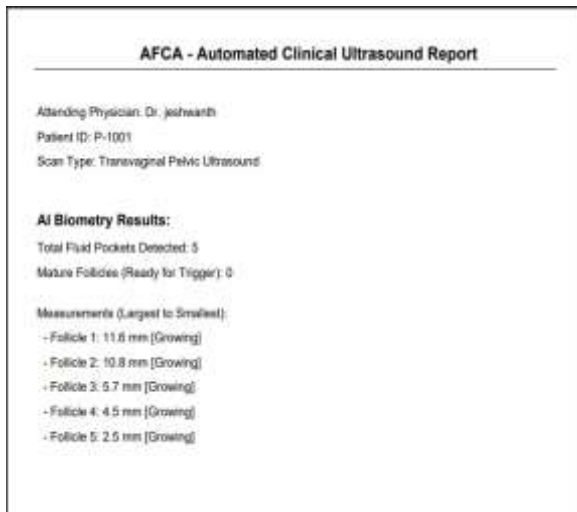 AFCA - Automated Clinical Ultrasound Report
Attending Physician: Dr. jeshwanth
Patient ID: P-1001
Scan Type: Transvaginal Pelvic Ultrasound
AI Biometry Results:
Total Fluid Pockets Detected: 5
Mature Follicles (Ready for Trigger): 0
Measurements (Largest to Smallest):
- Follicle 1: 11.6 mm [Growing]
- Follicle 2: 10.8 mm [Growing]
- Follicle 3: 5.7 mm [Growing]
- Follicle 4: 4.5 mm [Growing]
- Follicle 5: 2.5 mm [Growing]